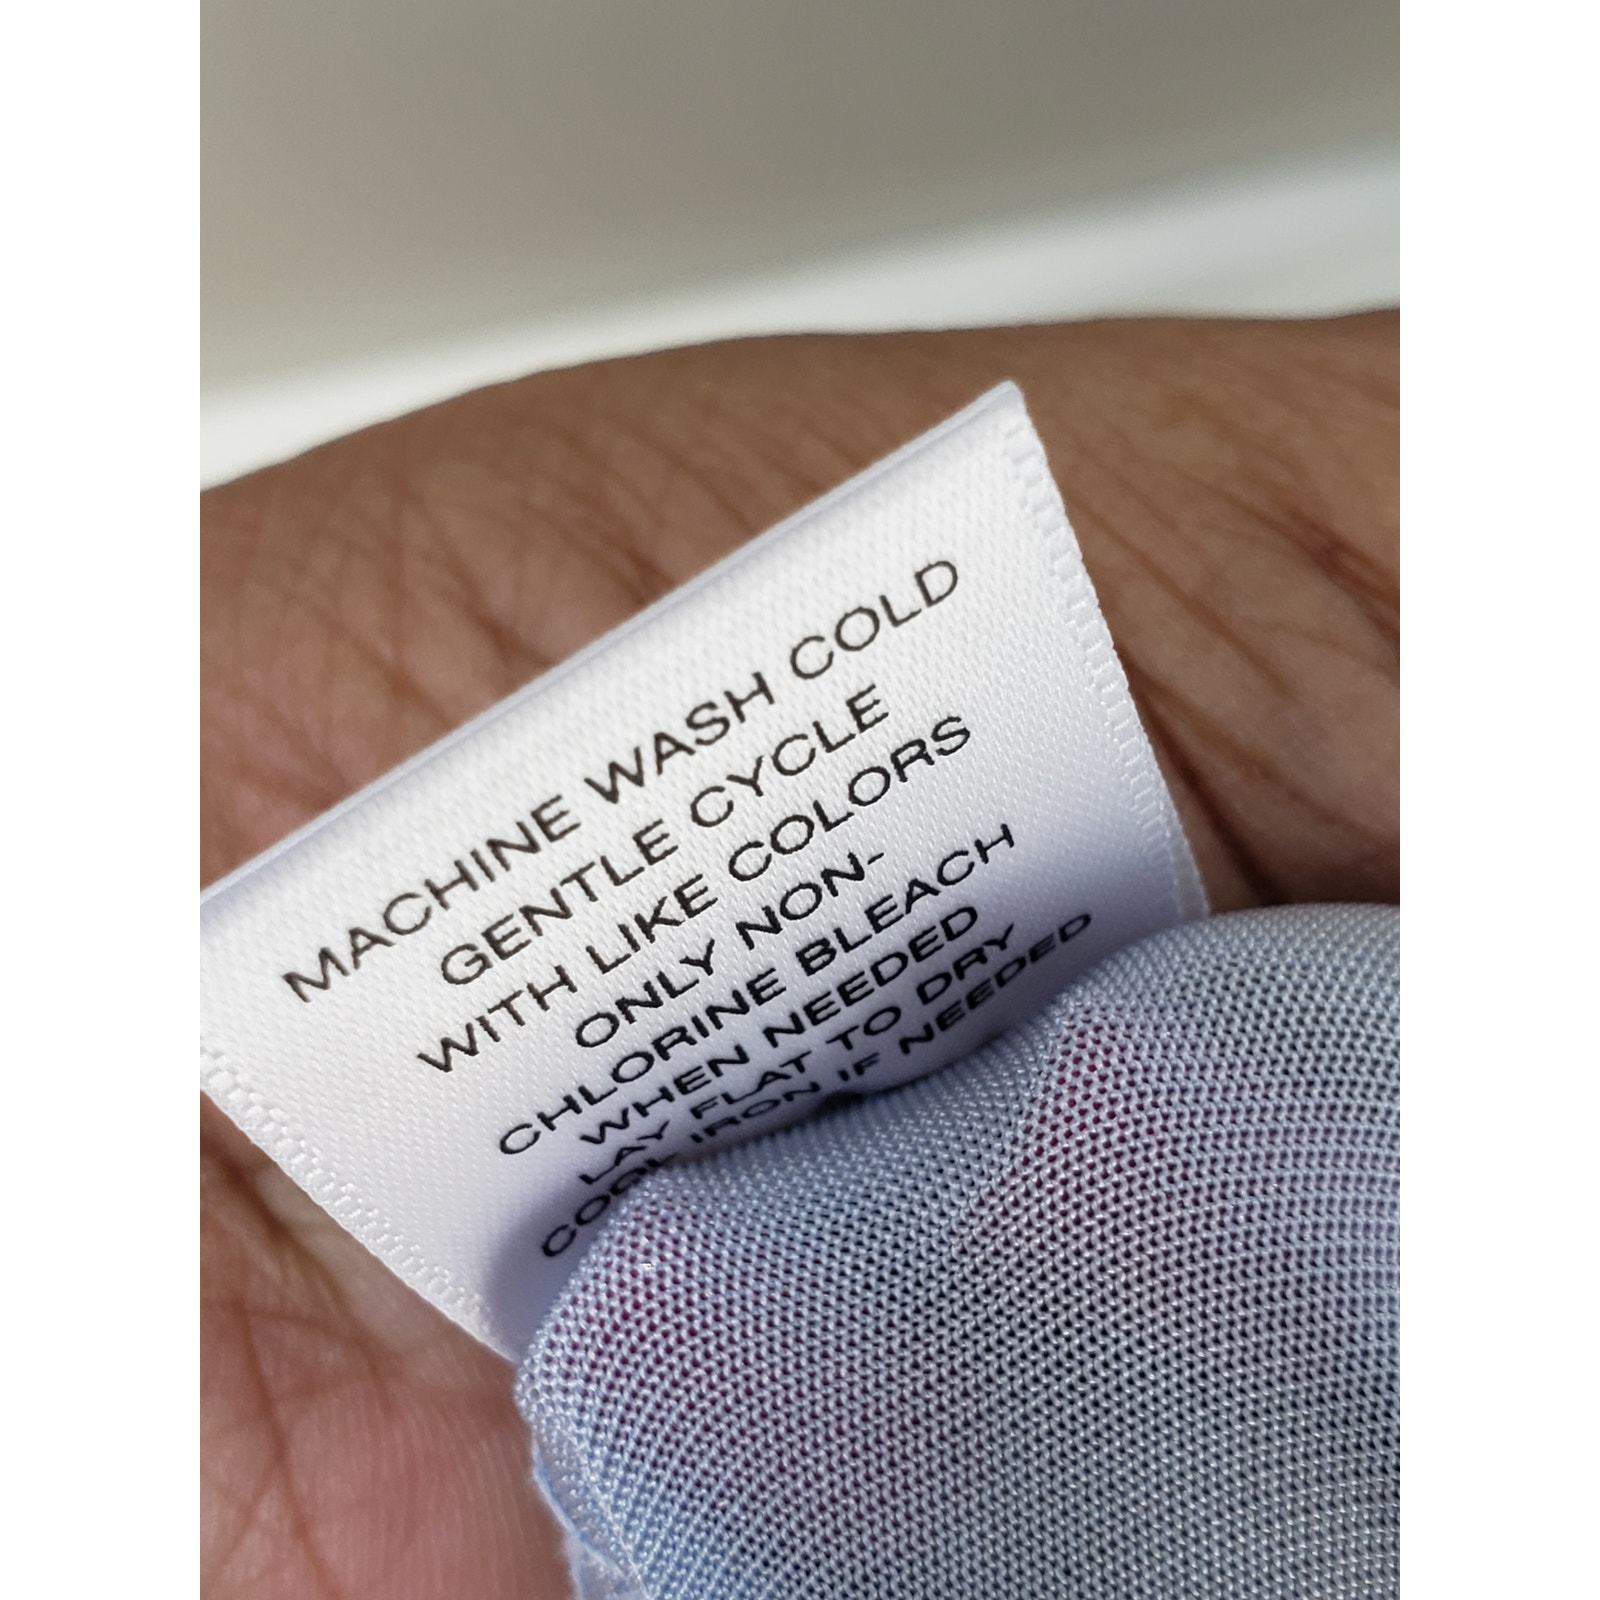 MACHINE WASH COLD
GENTLE CYCLE
WITH LIKE COLORS
ONLY NON-
CHLORINE BLEACH
WHEN NEEDED
LAY FLAT TO DRY
COOL IRON IF NEEDED